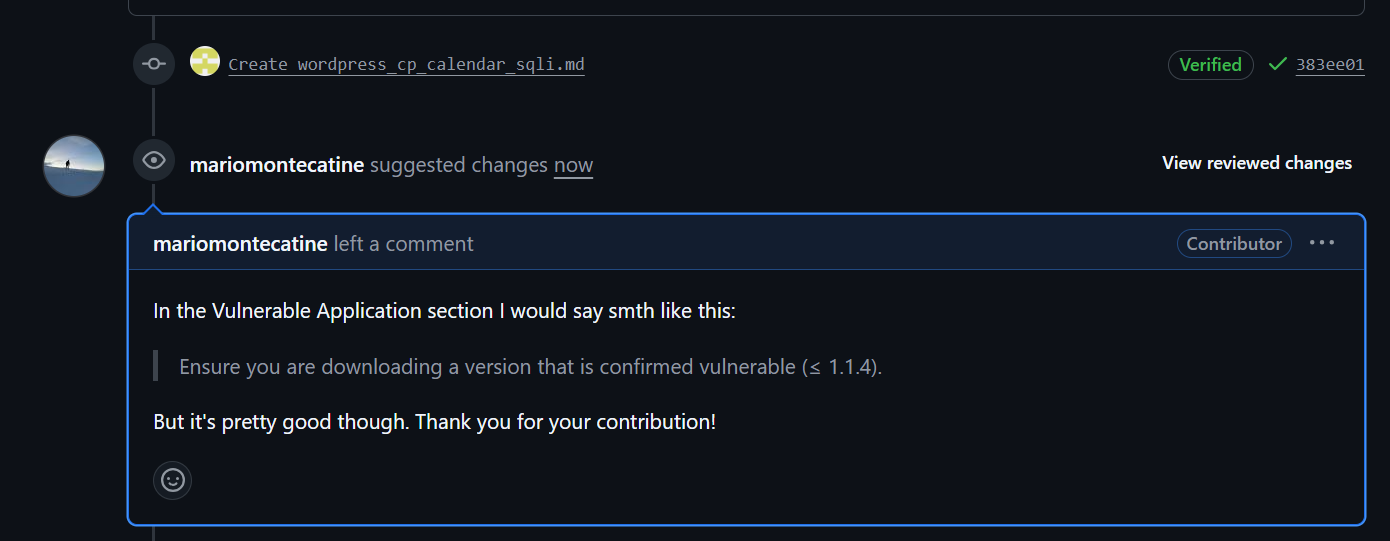 Create wordpress_cp_calendar_sqli.md
Verified 383ee01
mariomontecatine suggested changes now
View reviewed changes
mariomontecatine left a comment
Contributor
In the Vulnerable Application section I would say smth like this:
Ensure you are downloading a version that is confirmed vulnerable (≤ 1.1.4).
But it's pretty good though. Thank you for your contribution!